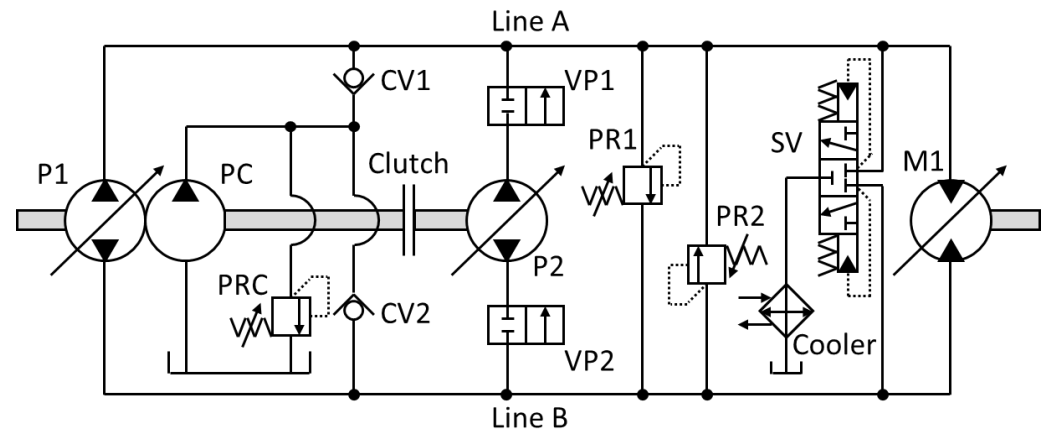 Line A
CV1
VP1
P1
PC
Clutch
PR1
SV
M1
PR2
P2
PRC
CV2
VP2
Cooler
Line B